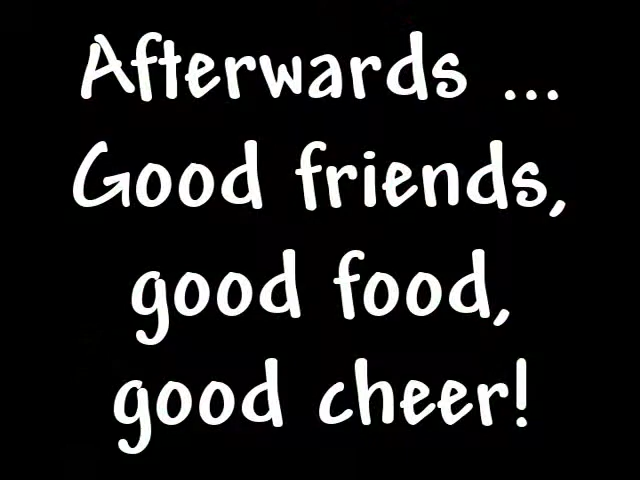 Afterwards ...
Good friends,
good food,
good cheer!